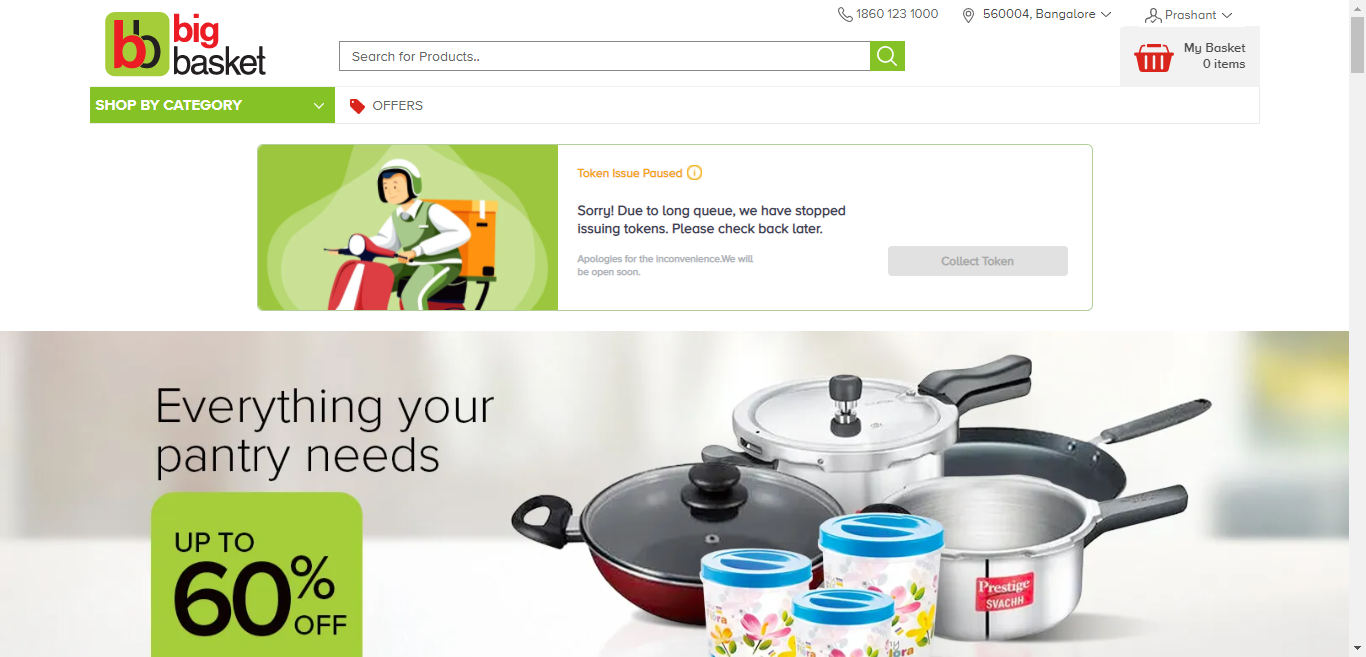 bb big
basket
1860 123 1000
560004, Bangalore
Prashant
Search for Products..
My Basket
0 items
SHOP BY CATEGORY
OFFERS
Token Issue Paused
Sorry! Due to long queue, we have stopped
issuing tokens. Please check back later.
Apologies for the inconvenience.We will
be open soon.
Collect Token
Everything your
pantry needs
UP TO
60%
OFF
Prestige
SVACHH